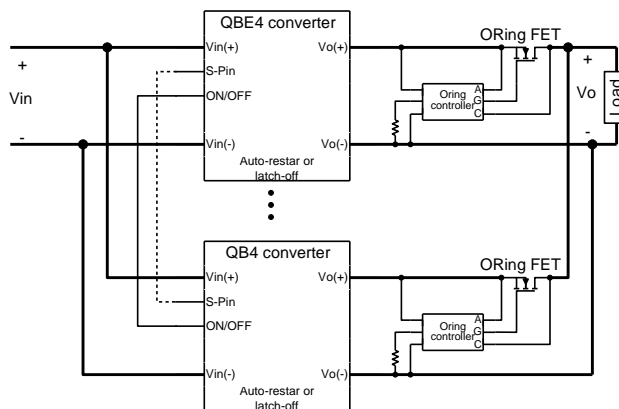 QBE4 converter
Vin(+)
Vo(+)
S-Pin
ON/OFF
Vin(-)
Vo(-)
Auto-restar or
latch-off
+
Vin
-
ORing FET
Oring
controller
A
G
C
+
Vo
-
Load
QB4 converter
Vin(+)
Vo(+)
S-Pin
ON/OFF
Vin(-)
Vo(-)
Auto-restar or
latch-off
ORing FET
Oring
controller
A
G
C